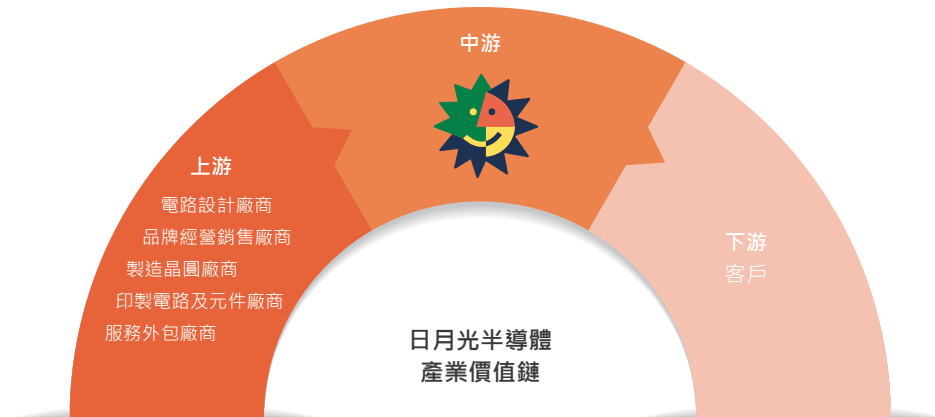 中游
上游
電路設計廠商
品牌經營銷售廠商
製造晶圓廠商
印製電路及元件廠商
服務外包廠商
下游
客戶
日月光半導體
產業價值鏈